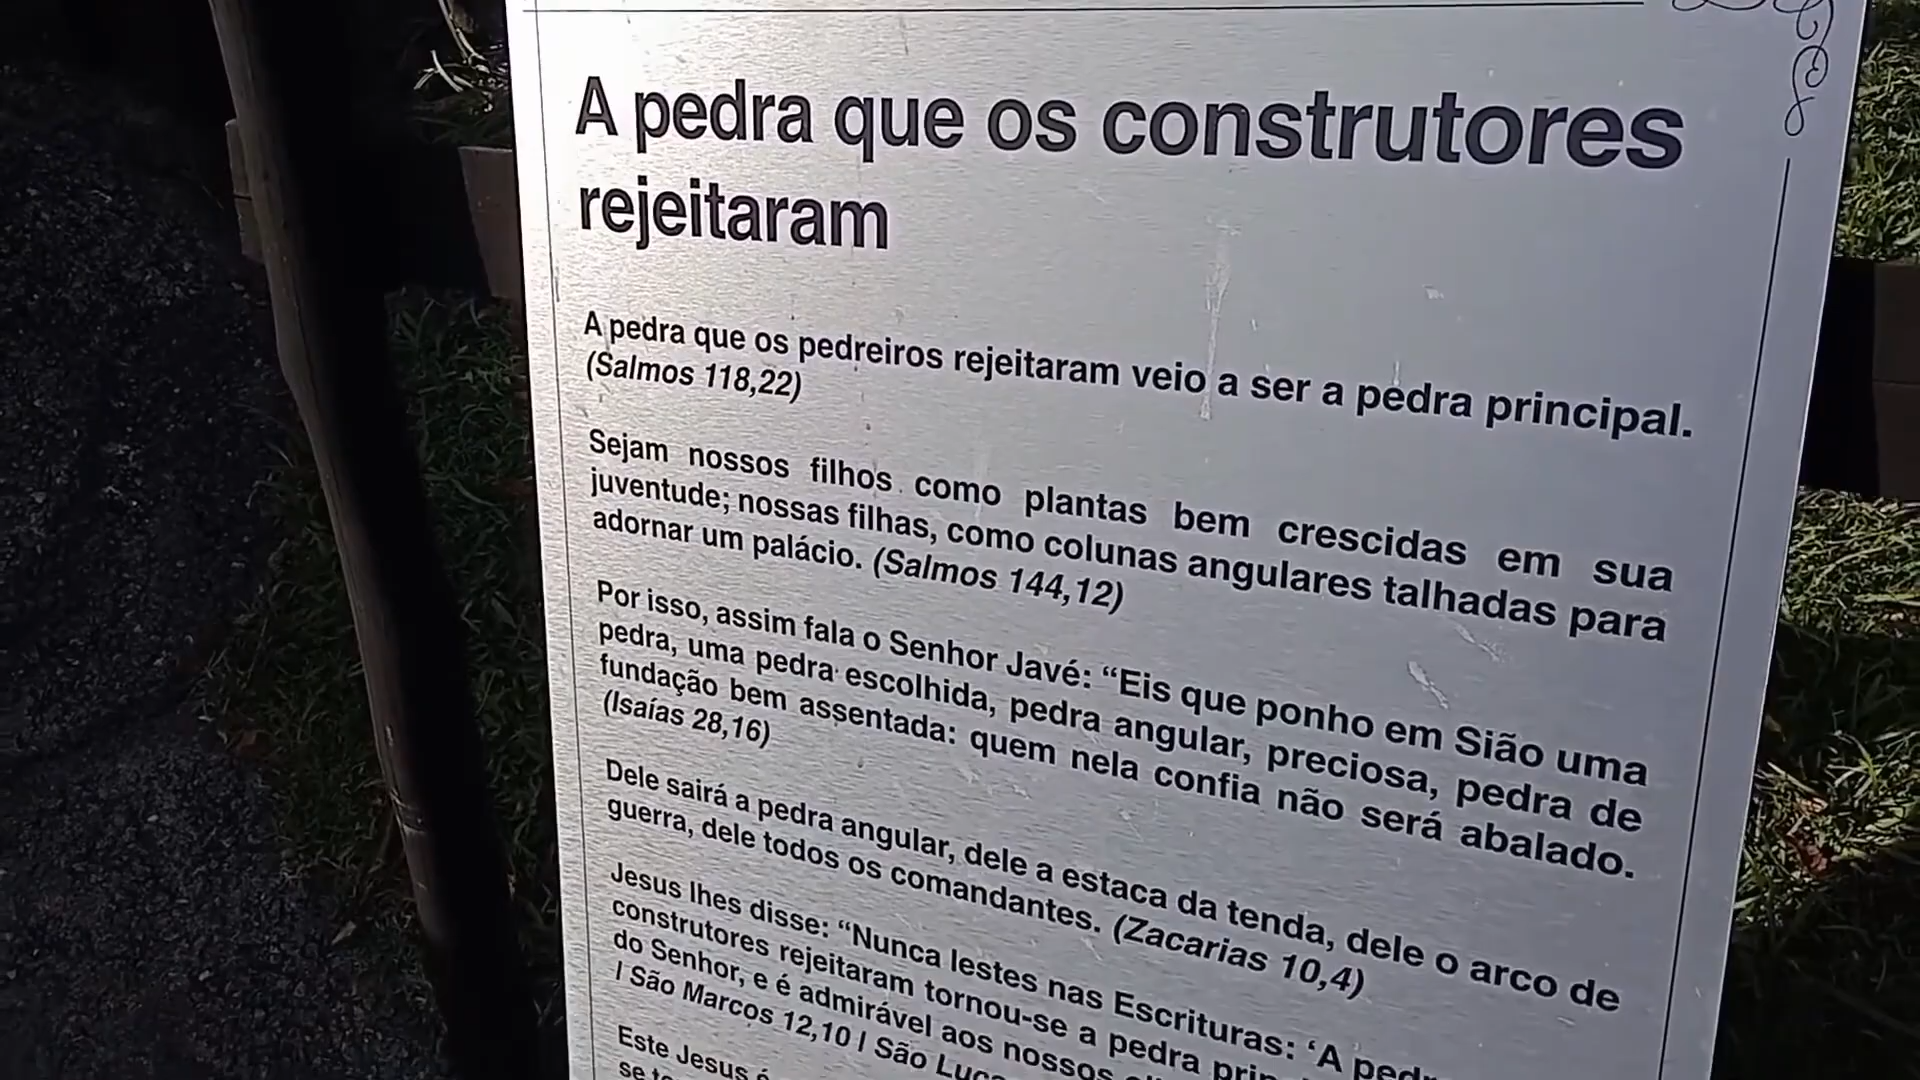 A pedra que os construtores
rejeitaram
A pedra que os pedreiros rejeitaram veio a ser a pedra principal.
(Salmos 118,22)
Sejam nossos filhos como plantas bem crescidas em sua
juventude; nossas filhas, como colunas angulares talhadas para
adornar um palácio. (Salmos 144,12)
Por isso, assim fala o Senhor Javé: “Eis que ponho em Sião uma
pedra, uma pedra escolhida, pedra angular, preciosa, pedra de
fundação bem assentada: quem nela confia não será abalado.
(Isaías 28,16)
Dele sairá a pedra angular, dele a estaca da tenda, dele o arco de
guerra, dele todos os comandantes. (Zacarias 10,4)
Jesus lhes disse: “Nunca lestes nas Escrituras: ‘A
construtores rejeitaram tornou-se a pedra
do Senhor, e é admirável aos nossos
| São Marcos 12,10 | São
Este Jesus é
se